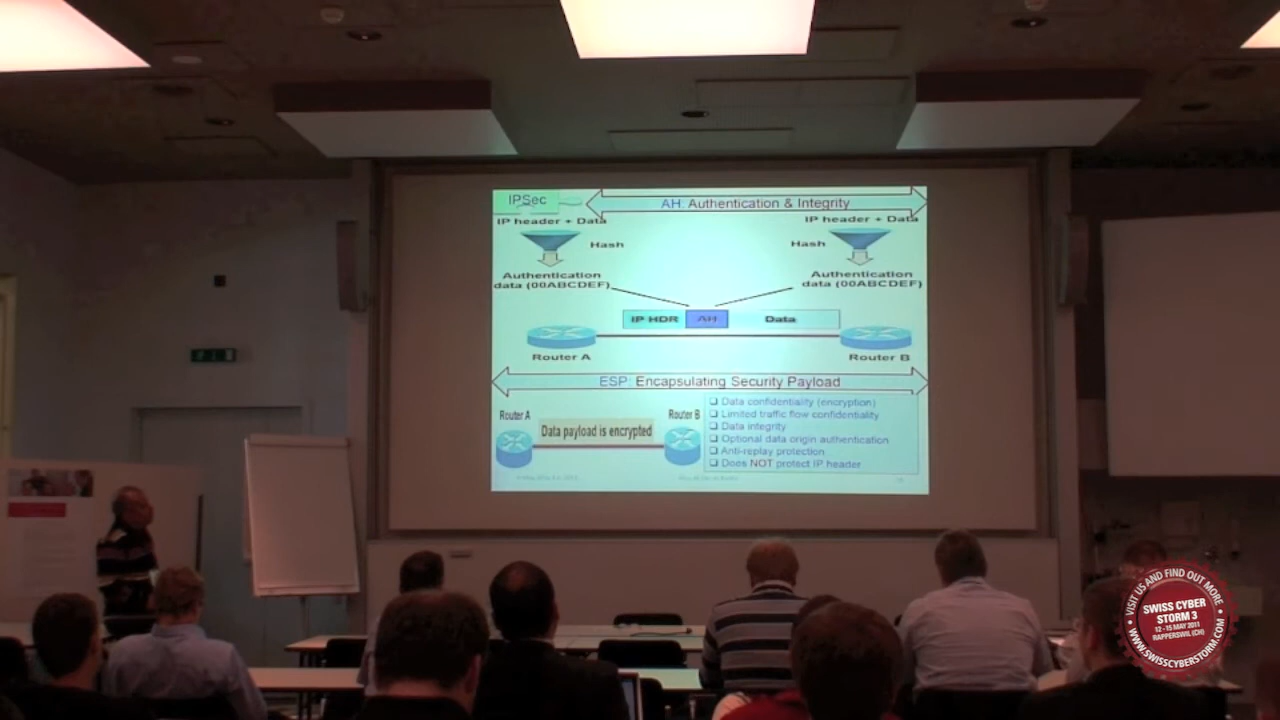 IPSec
AH: Authentication & Integrity
IP header + Data
IP header + Data
Hash
Hash
Authentication
data (00ABCDEF)
Authentication
data (00ABCDEF)
IP HDR
AH
Data
Router A
Router B
ESP: Encapsulating Security Payload
Router A
Router B
Data payload is encrypted
Data confidentiality (encryption)
Limited traffic flow confidentiality
Data integrity
Optional data origin authentication
Anti-replay protection
Does NOT protect IP header
VISIT US AND FIND OUT MORE
SWISS CYBER
STORM 3
12 - 15 MAY 2011
RAPPERSWIL (CH)
WWW.SWISSCYBERSTORM.COM